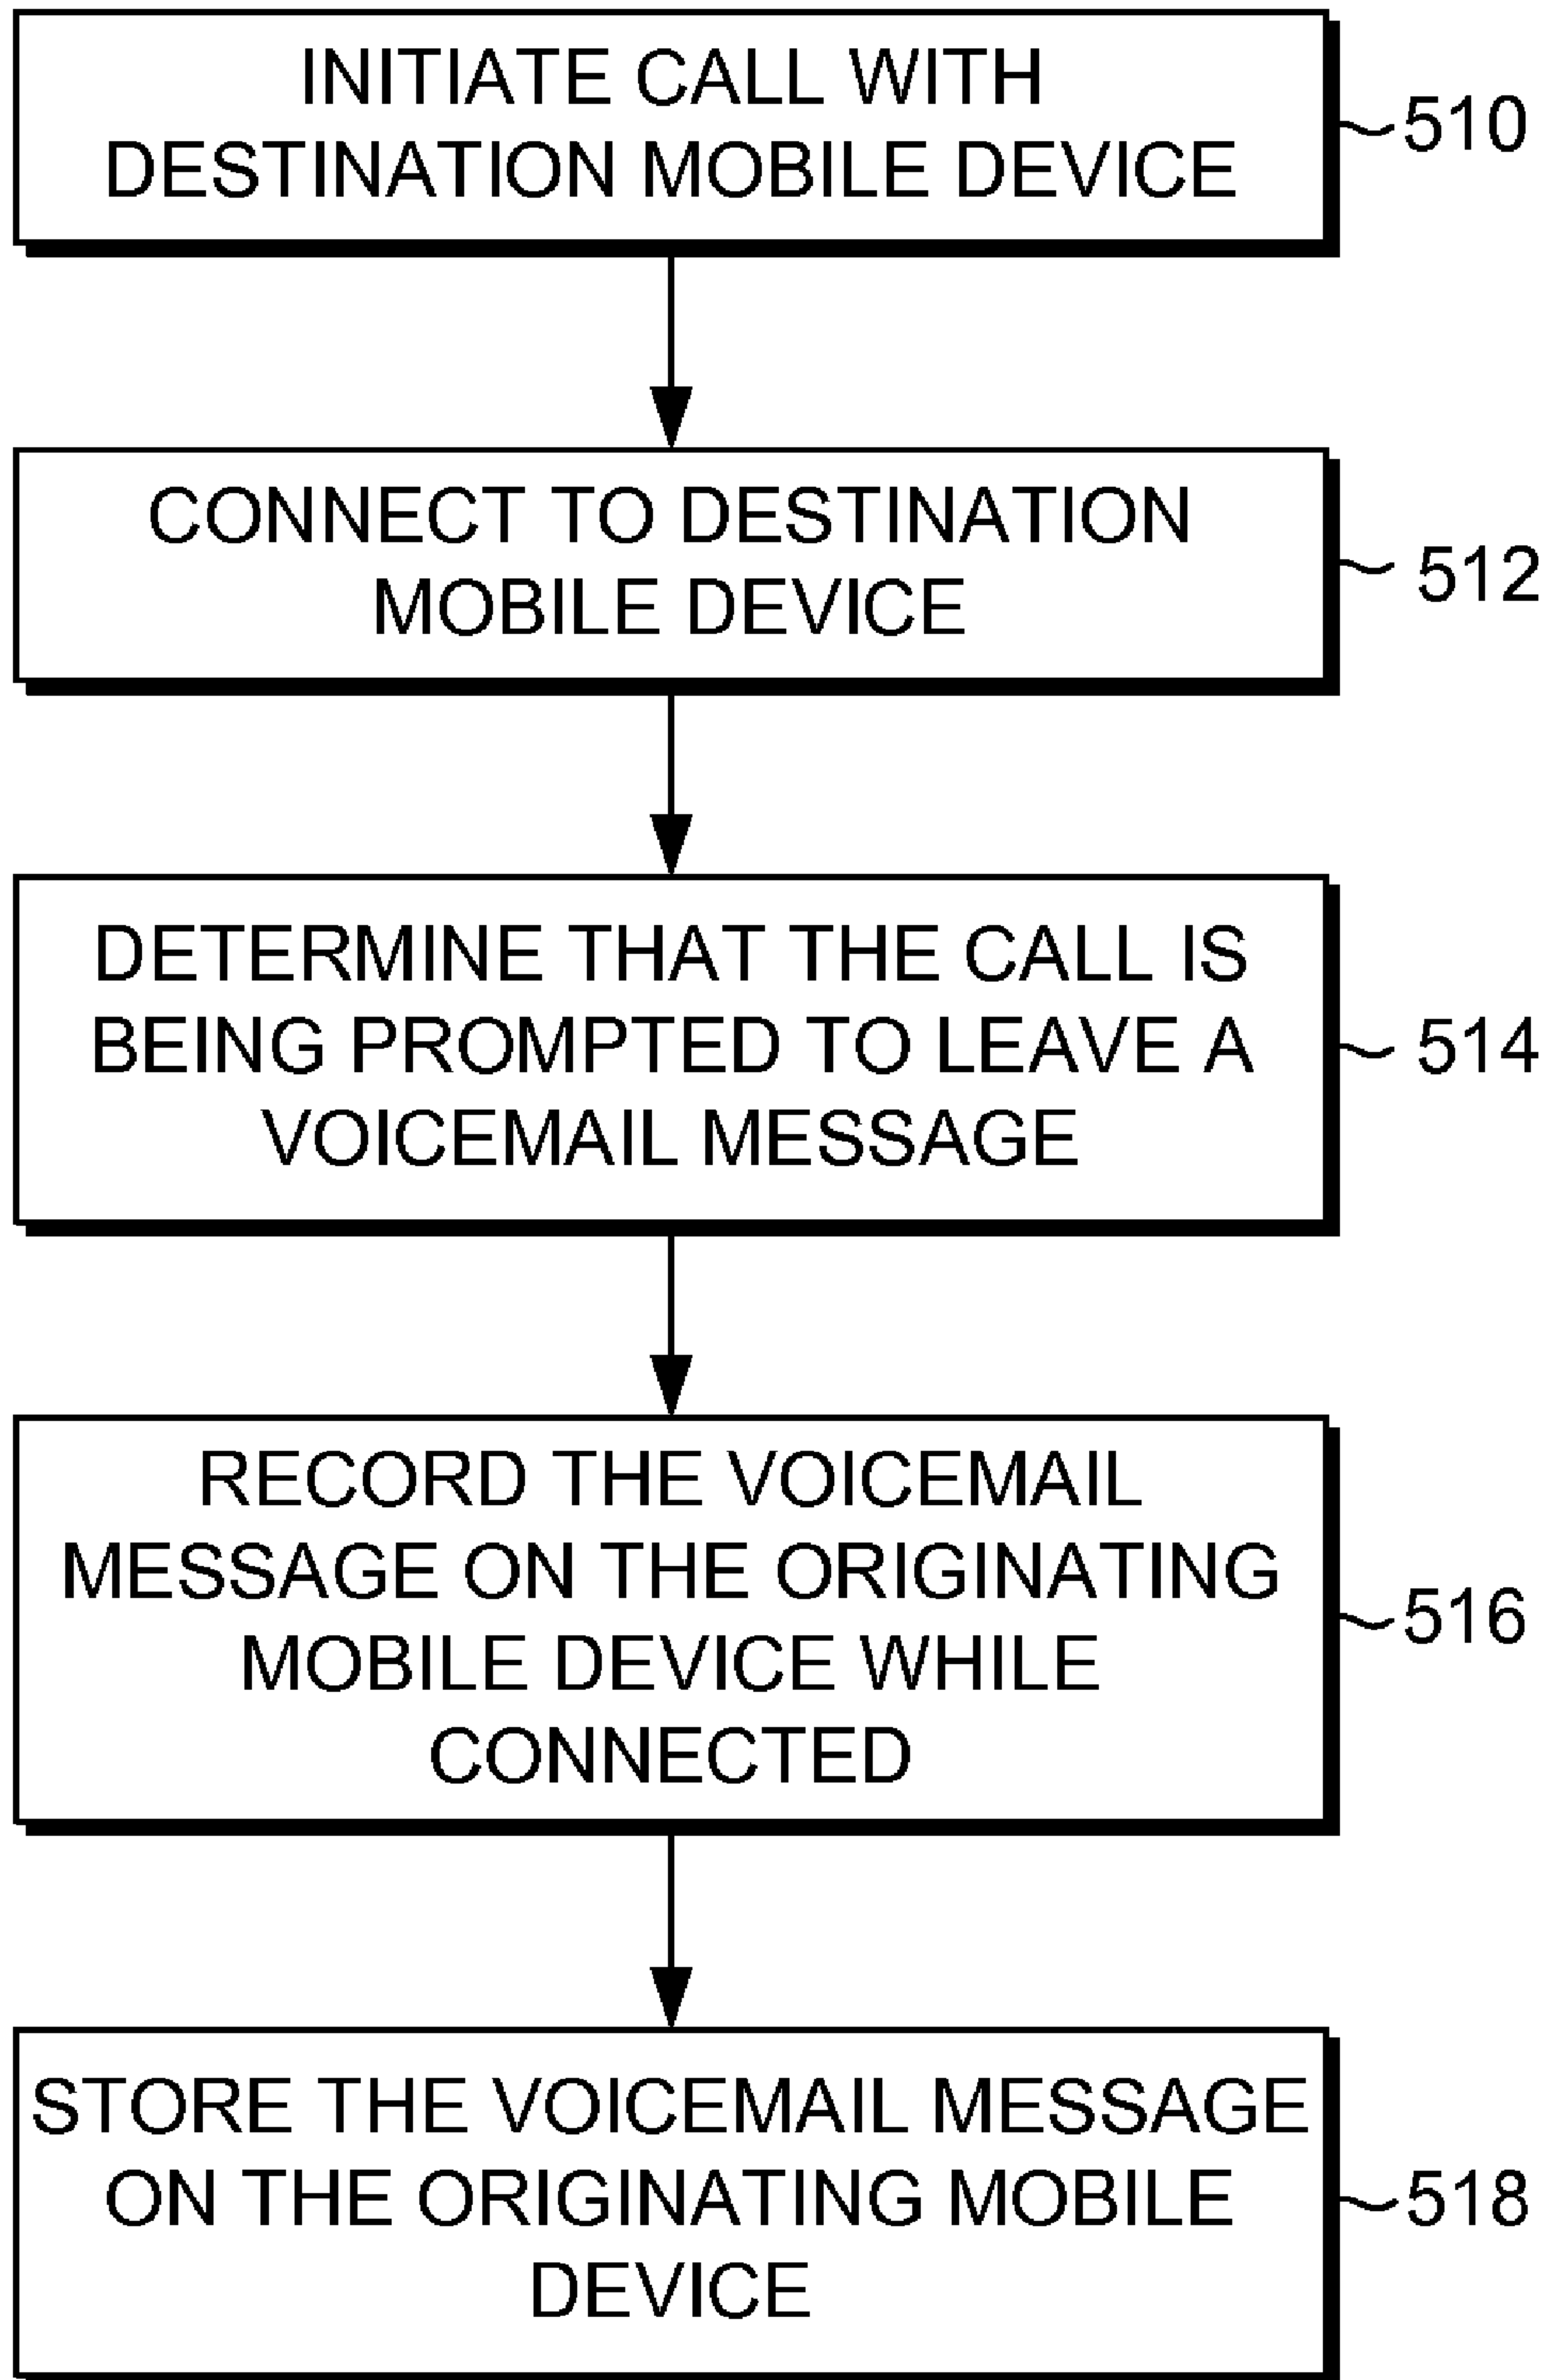 INITIATE CALL WITH
DESTINATION MOBILE DEVICE
510
CONNECT TO DESTINATION
MOBILE DEVICE
512
DETERMINE THAT THE CALL IS
BEING PROMPTED TO LEAVE A
VOICEMAIL MESSAGE
514
RECORD THE VOICEMAIL
MESSAGE ON THE ORIGINATING
MOBILE DEVICE WHILE
CONNECTED
516
STORE THE VOICEMAIL MESSAGE
ON THE ORIGINATING MOBILE
DEVICE
518